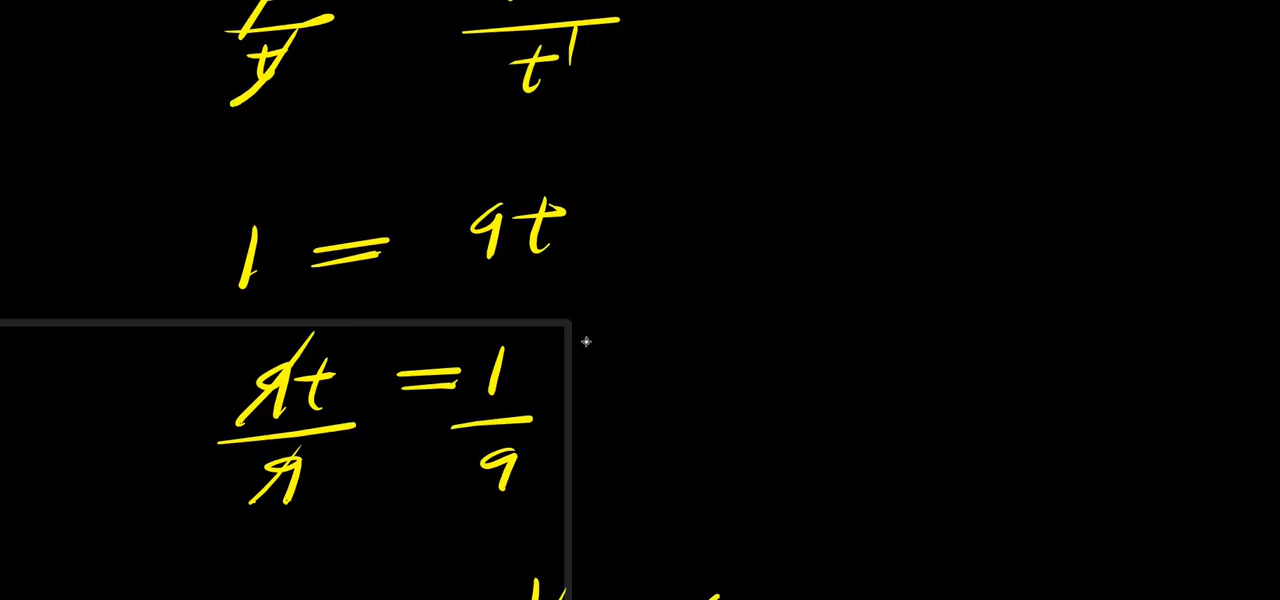 t t
1 = 9t
9t/9 = 1/9